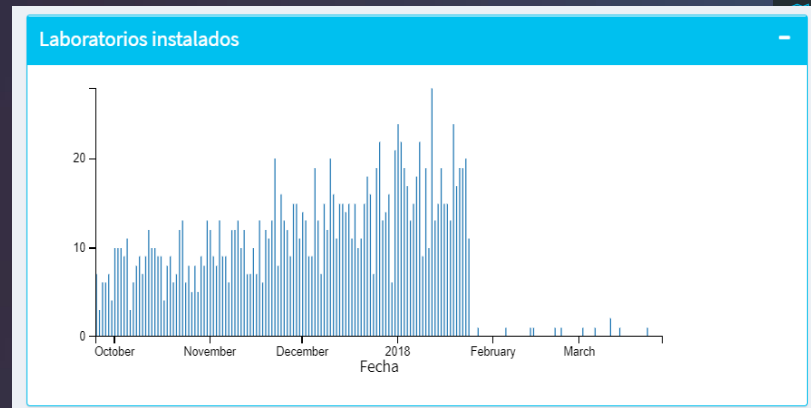 Laboratorios instalados
20
10
0
October November December 2018 February March
Fecha